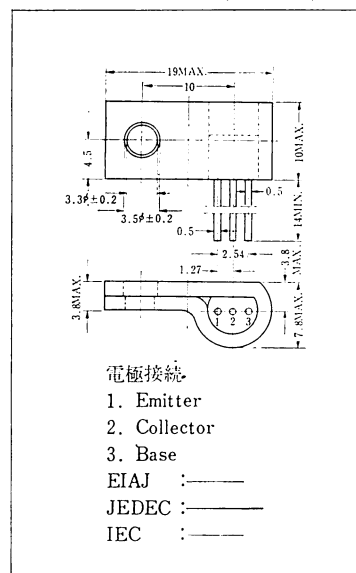 19MAX.
10
4.5
10MAX.
3.3φ±0.2
3.5φ±0.2
0.5
0.5
14MIN.
2.54
1.27
3.8
MAX.
3.8MAX.
7.8MAX.
1 2 3
電極接続
1. Emitter
2. Collector
3. Base
EIAJ :——
JEDEC :——
IEC :——